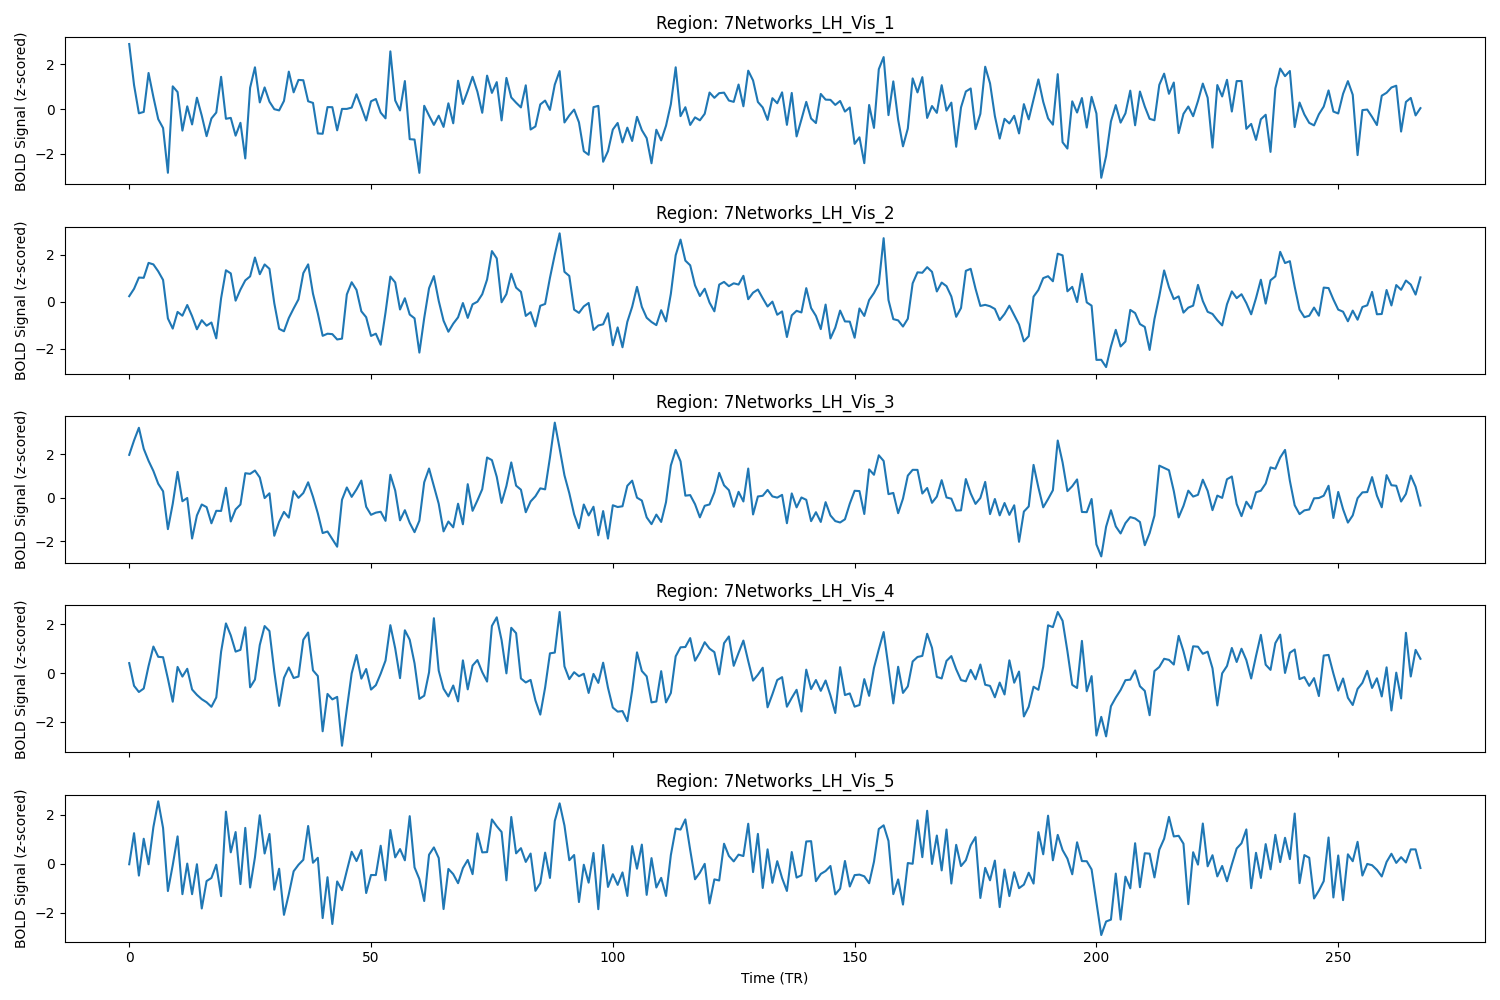 Region: 7Networks_LH_Vis_1
BOLD Signal (z-scored)
2
0
−2
Region: 7Networks_LH_Vis_2
BOLD Signal (z-scored)
2
0
−2
Region: 7Networks_LH_Vis_3
BOLD Signal (z-scored)
2
0
−2
Region: 7Networks_LH_Vis_4
BOLD Signal (z-scored)
2
0
−2
Region: 7Networks_LH_Vis_5
BOLD Signal (z-scored)
2
0
−2
0 50 100 150 200 250
Time (TR)